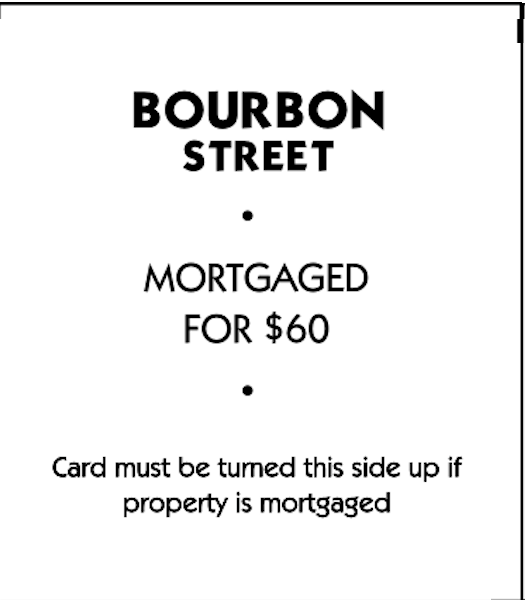 BOURBON
STREET
•
MORTGAGED
FOR $60
•
Card must be turned this side up if
property is mortgaged